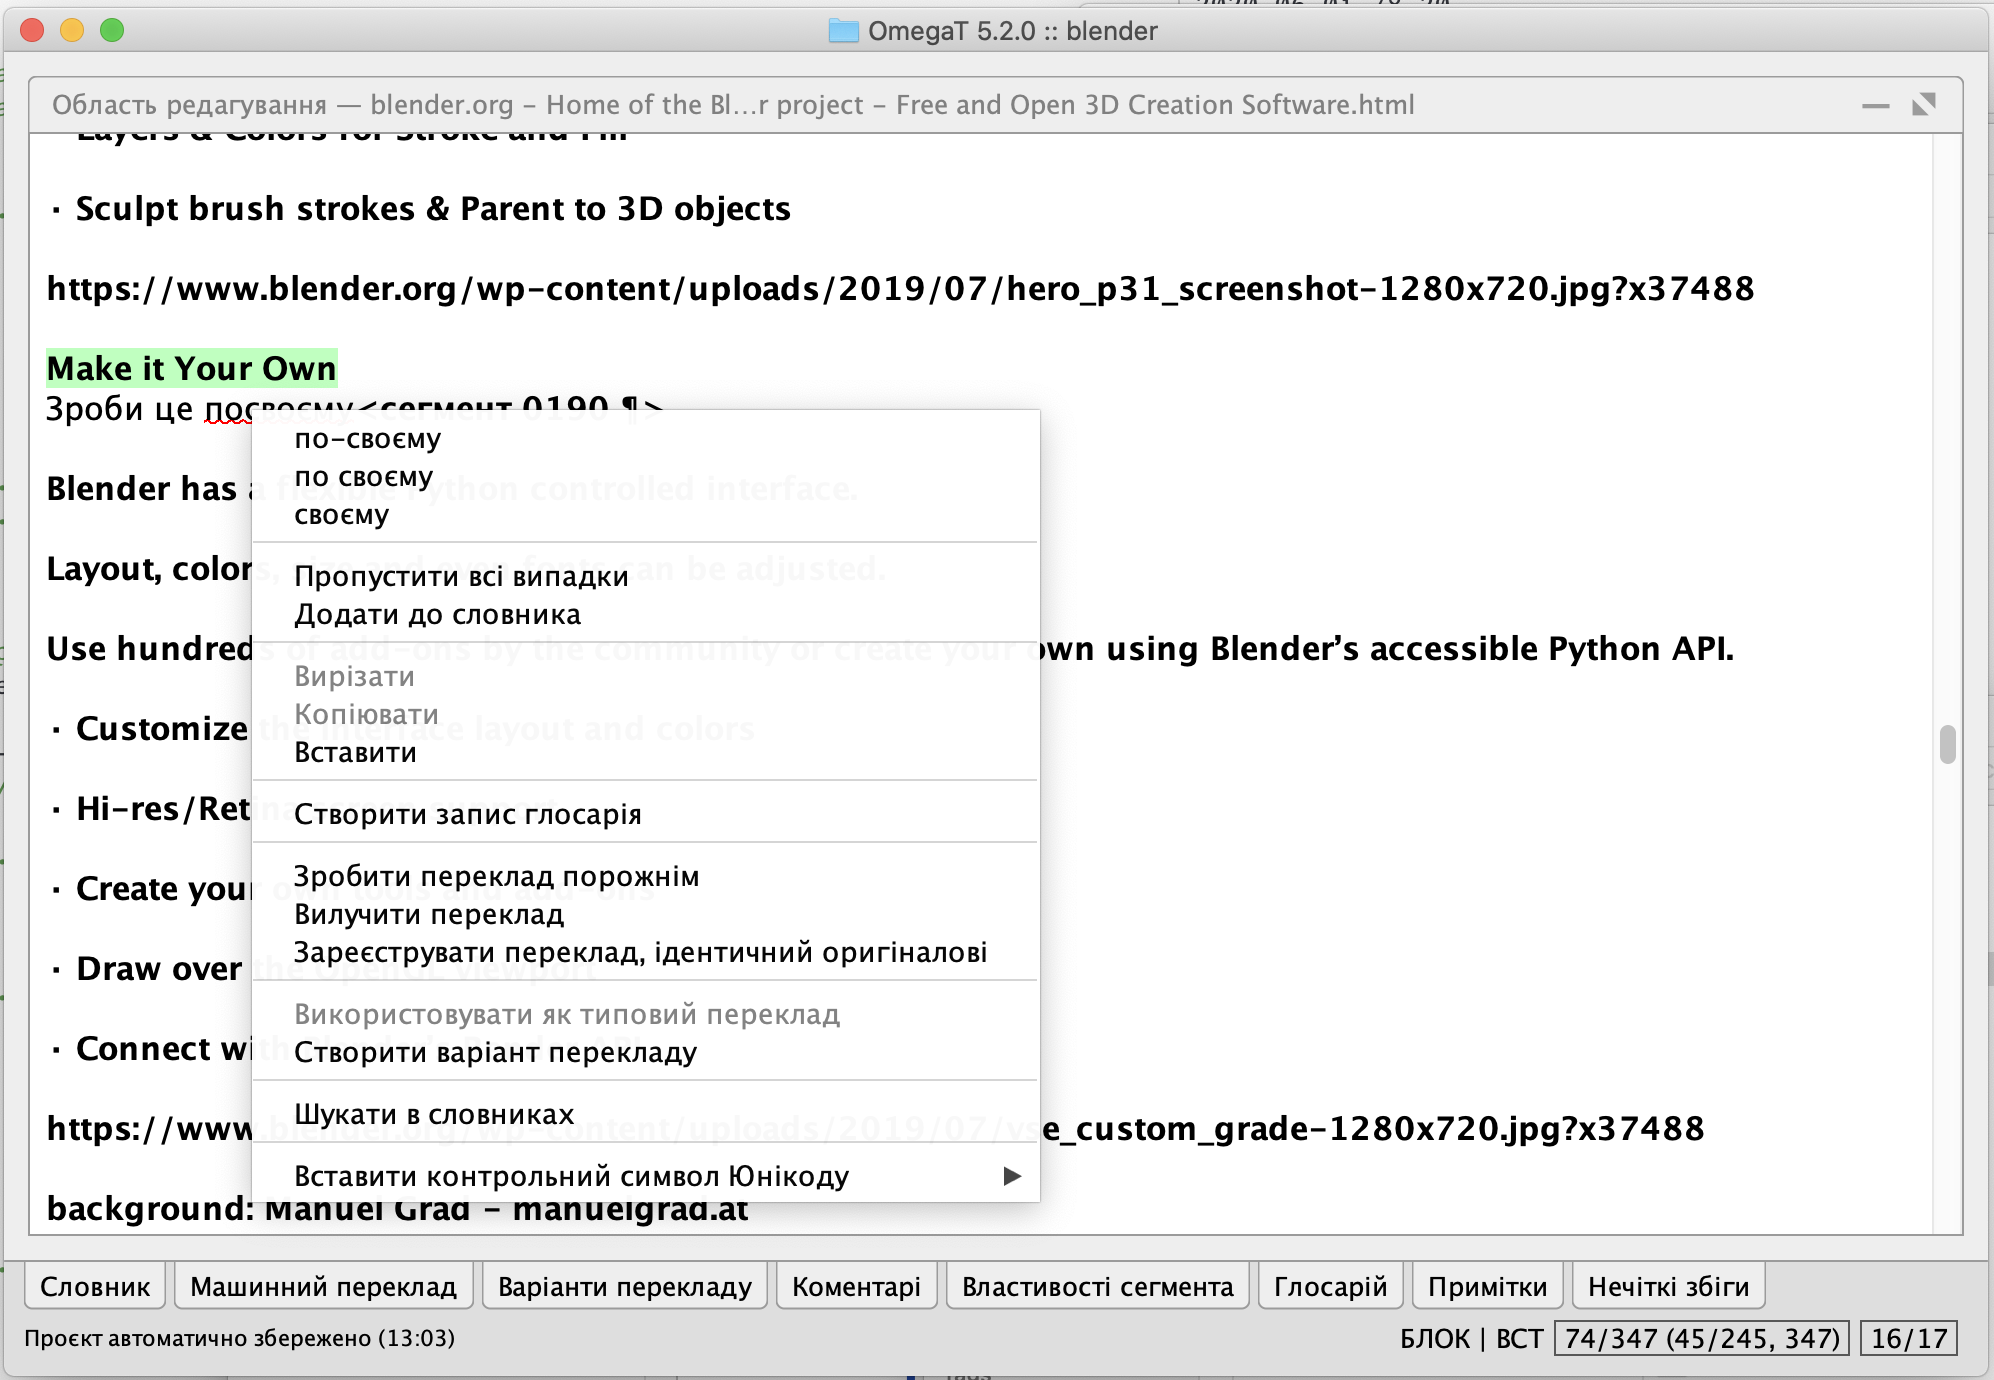 OmegaT 5.2.0 :: blender
Область редагування — blender.org – Home of the Bl…r project – Free and Open 3D Creation Software.html
Layers & Colors for Stroke and Fill
· Sculpt brush strokes & Parent to 3D objects
https://www.blender.org/wp-content/uploads/2019/07/hero_p31_screenshot-1280x720.jpg?x37488
Make it Your Own
Зроби це посвоєму<сегмент 0190 ¶>
по-своєму
по своєму
своєму
Пропустити всі випадки
Додати до словника
Вирізати
Копіювати
Вставити
Створити запис глосарія
Зробити переклад порожнім
Вилучити переклад
Зареєструвати переклад, ідентичний оригіналові
Використовувати як типовий переклад
Створити варіант перекладу
Шукати в словниках
Вставити контрольний символ Юнікоду
Blender has a flexible Python controlled interface.
Layout, colors, size and even fonts can be adjusted.
Use hundreds of add-ons by the community or create your own using Blender’s accessible Python API.
· Customize the interface layout and colors
· Hi-res/Retina screen support
· Create your own tools and add-ons
· Draw over the OpenGL viewport
· Connect with
https://www.blender.org/wp-content/uploads/2019/07/vse_custom_grade-1280x720.jpg?x37488
background: Manuel Grad – manuelgrad.at
Словник
Машинний переклад
Варіанти перекладу
Коментарі
Властивості сегмента
Глосарій
Примітки
Нечіткі збіги
Проєкт автоматично збережено (13:03)
БЛОК | ВСТ 74/347 (45/245, 347) 16/17